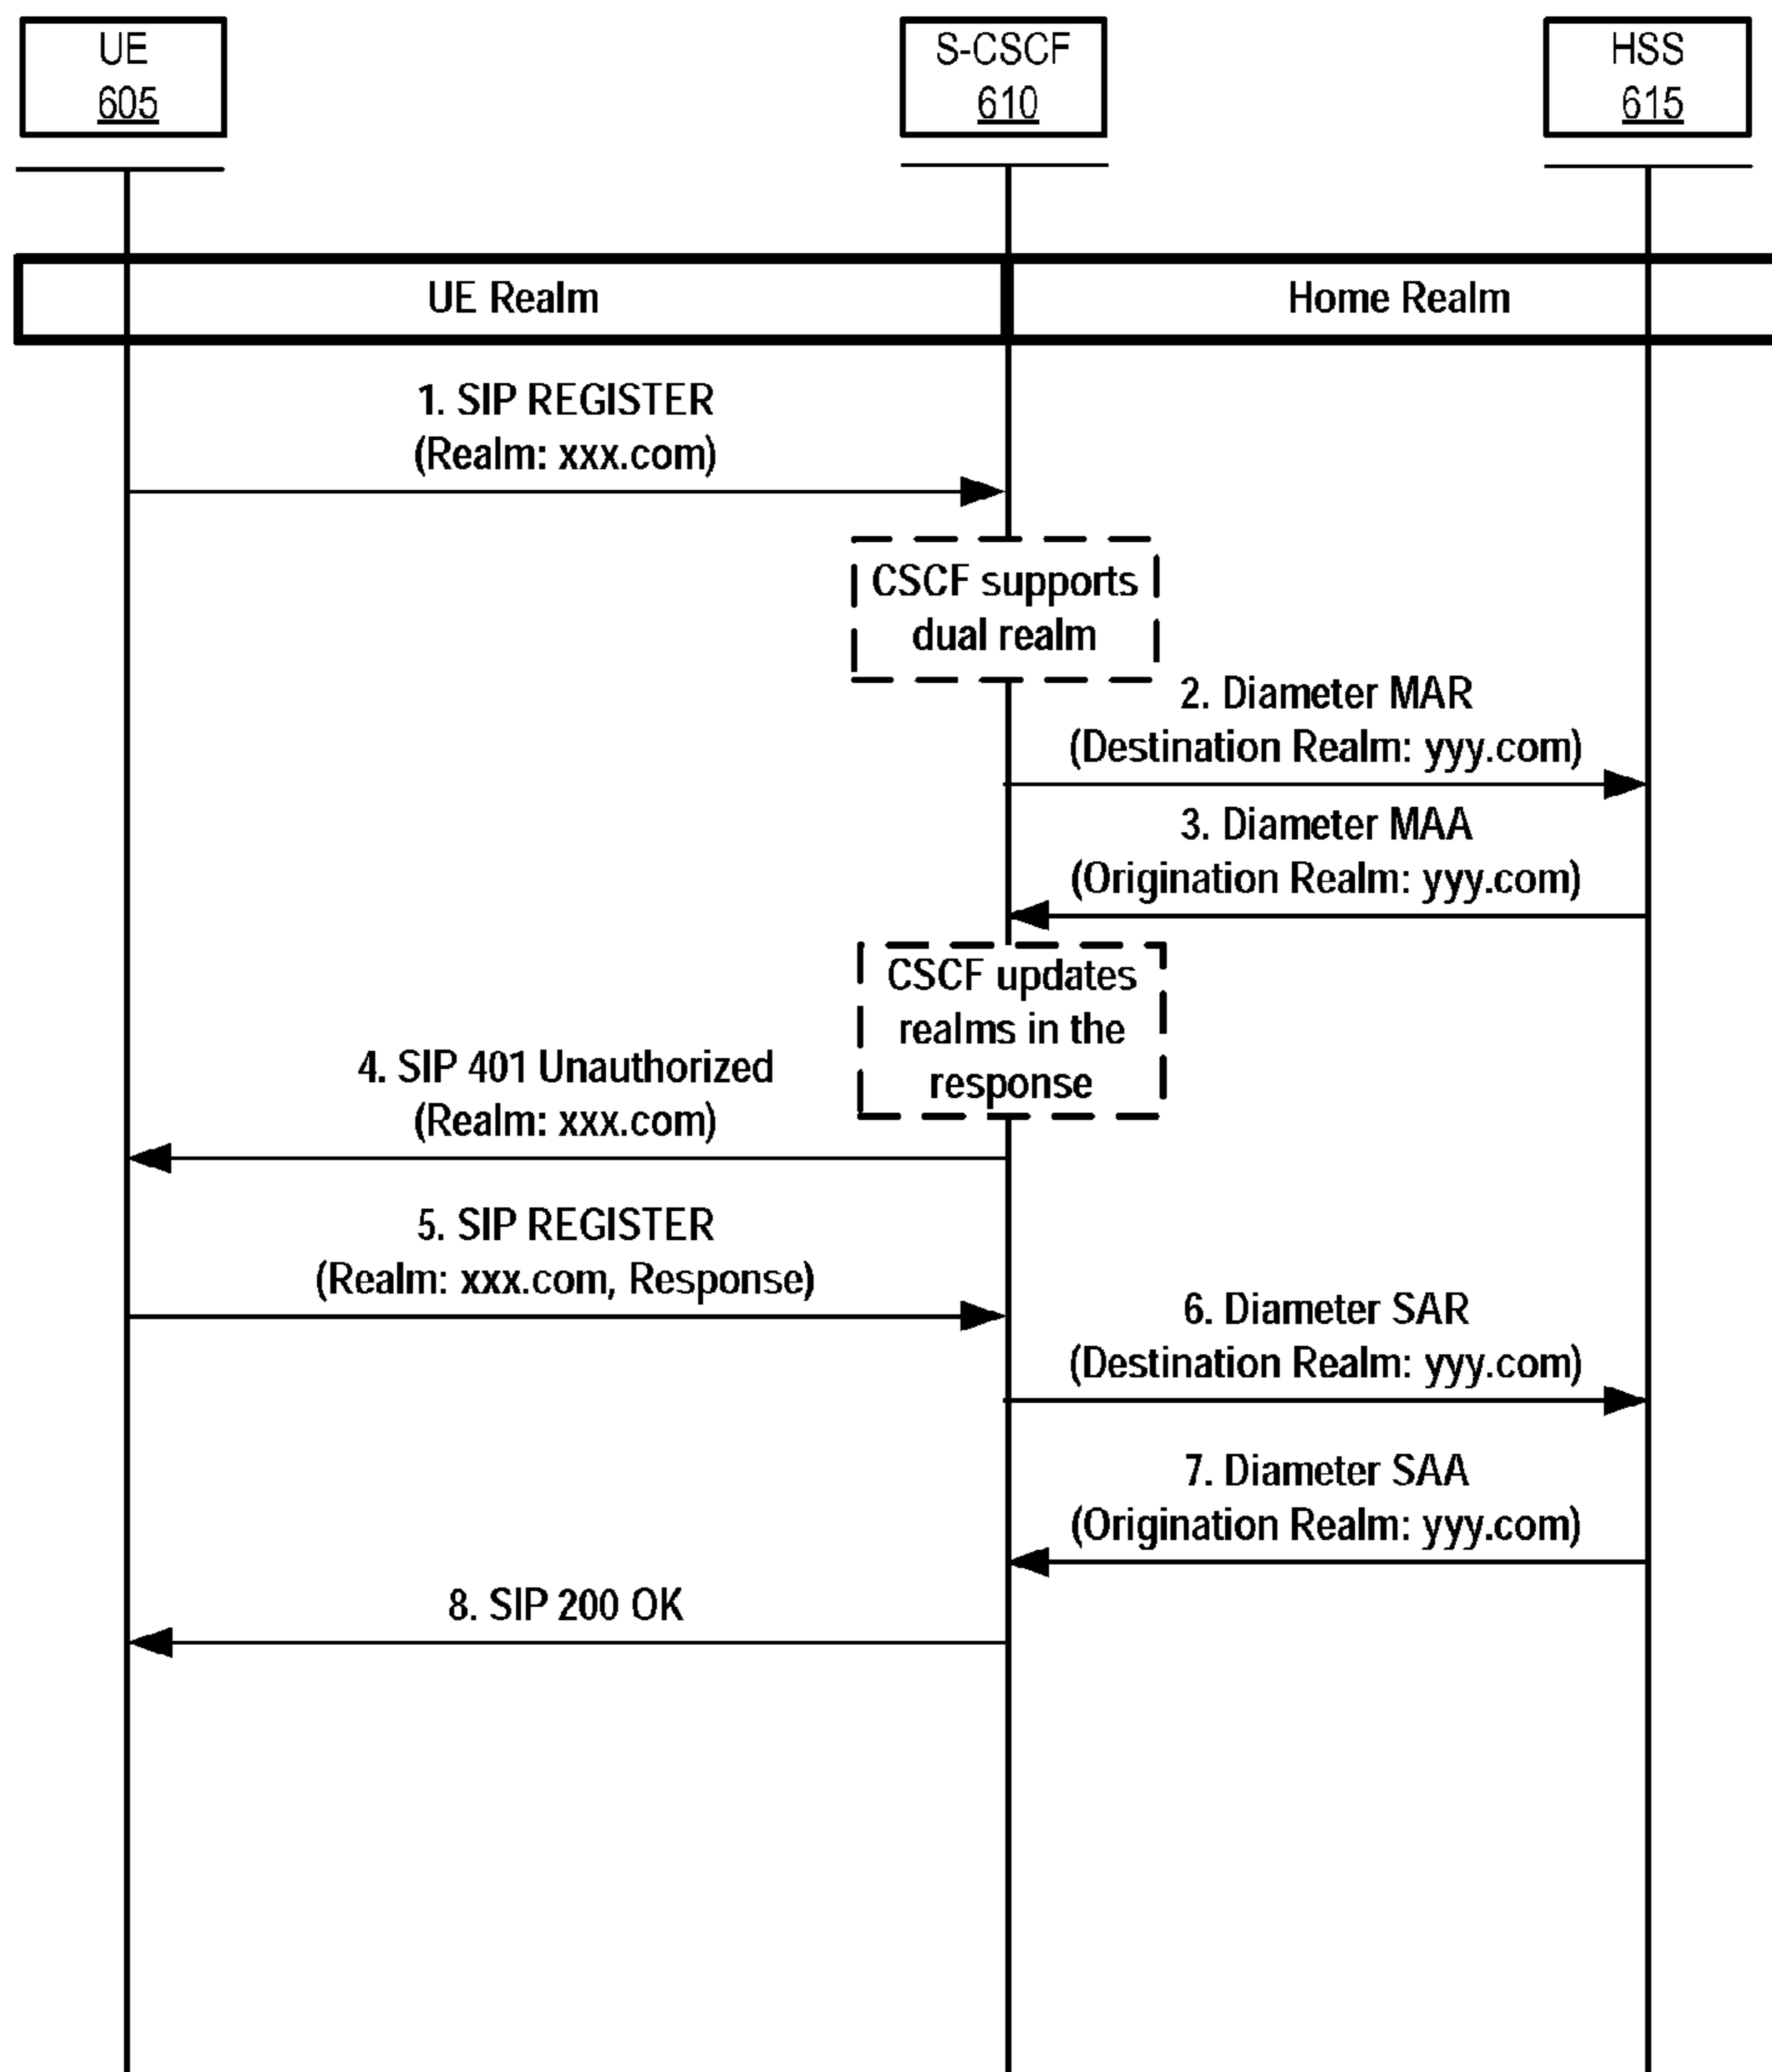 UE
605
S-CSCF
610
HSS
615
UE Realm
Home Realm
1. SIP REGISTER
(Realm: xxx.com)
CSCF supports
dual realm
2. Diameter MAR
(Destination Realm: yyy.com)
3. Diameter MAA
(Origination Realm: yyy.com)
CSCF updates
realms in the
response
4. SIP 401 Unauthorized
(Realm: xxx.com)
5. SIP REGISTER
(Realm: xxx.com, Response)
6. Diameter SAR
(Destination Realm: yyy.com)
7. Diameter SAA
(Origination Realm: yyy.com)
8. SIP 200 OK